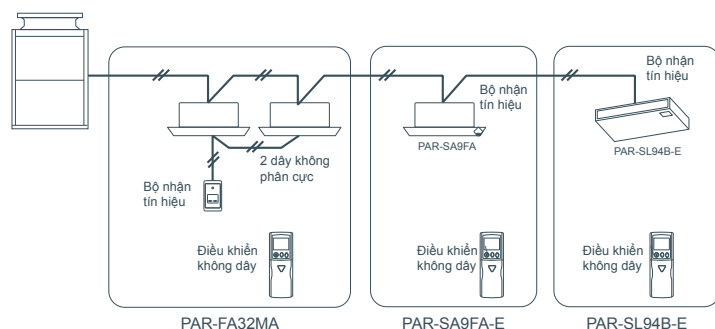 Bộ nhận
tín hiệu
2 dây không
phân cực
Điều khiển
không dây
PAR-FA32MA
Bộ nhận
tín hiệu
PAR-SA9FA
Điều khiển
không dây
PAR-SA9FA-E
Bộ nhận
tín hiệu
PAR-SL94B-E
Điều khiển
không dây
PAR-SL94B-E